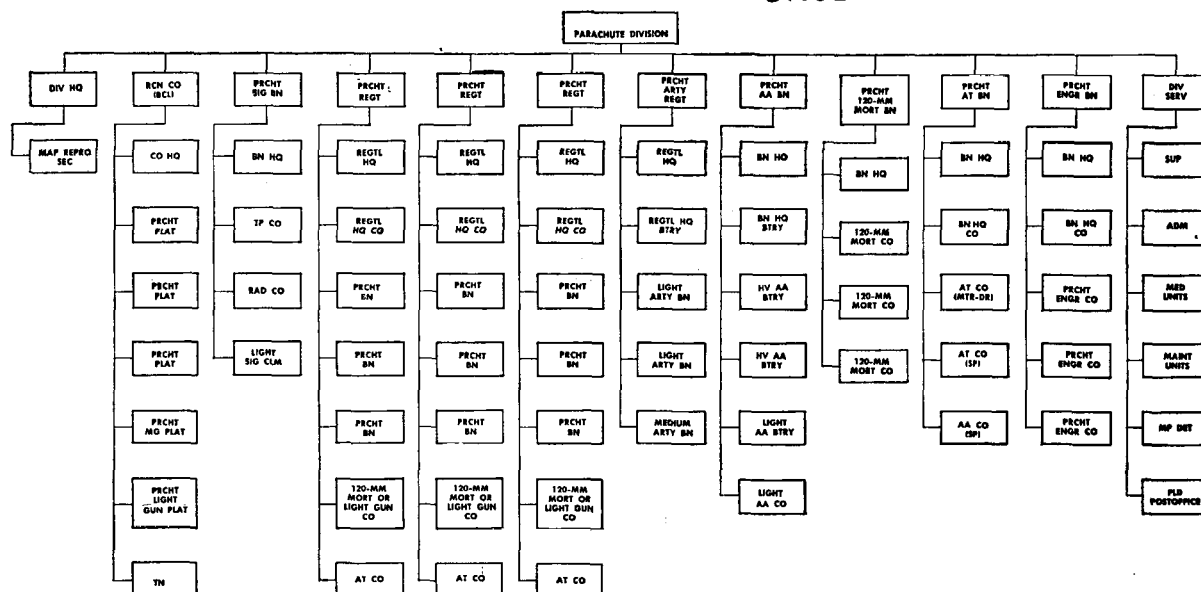 PARACHUTE DIVISION
DIV HQ
MAP REPRO
SEC
RCN CO
(BCL)
CO HQ
PRCHT
PLAT
PRCHT
PLAT
PRCHT
PLAT
PRCHT
MG PLAT
PRCHT
LIGHT
GUN PLAT
TN
PRCHT
SIG BN
BN HQ
TP CO
RAD CO
LIGHT
SIG CLM
PRCHT
REGT
REGTL
HQ
REGTL
HQ CO
PRCHT
BN
PRCHT
BN
PRCHT
BN
120-MM
MORT OR
LIGHT GUN
CO
AT CO
PRCHT
REGT
REGTL
HQ
REGTL
HQ CO
PRCHT
BN
PRCHT
BN
PRCHT
BN
120-MM
MORT OR
LIGHT GUN
CO
AT CO
PRCHT
REGT
REGTL
HQ
REGTL
HQ CO
PRCHT
BN
PRCHT
BN
PRCHT
BN
120-MM
MORT OR
LIGHT GUN
CO
AT CO
PRCHT
ARTY
REGT
REGTL
HQ
REGTL HQ
BTRY
LIGHT
ARTY BN
LIGHT
ARTY BN
MEDIUM
ARTY BN
PRCHT
AA BN
BN HQ
BN HQ
BTRY
HV AA
BTRY
HV AA
BTRY
LIGHT
AA BTRY
LIGHT
AA CO
PRCHT
120-MM
MORT BN
BN HQ
120-MM
MORT CO
120-MM
MORT CO
120-MM
MORT CO
PRCHT
AT BN
BN HQ
BN HQ
CO
AT CO
(MTR-DR)
AT CO
(SP)
AA CO
(SP)
PRCHT
ENGR BN
BN HQ
BN HQ
CO
PRCHT
ENGR CO
PRCHT
ENGR CO
PRCHT
ENGR CO
DIV
SERV
SUP
ADM
MED
UNITS
MAINT
UNITS
MP DET
FLD
POSTOFFICE